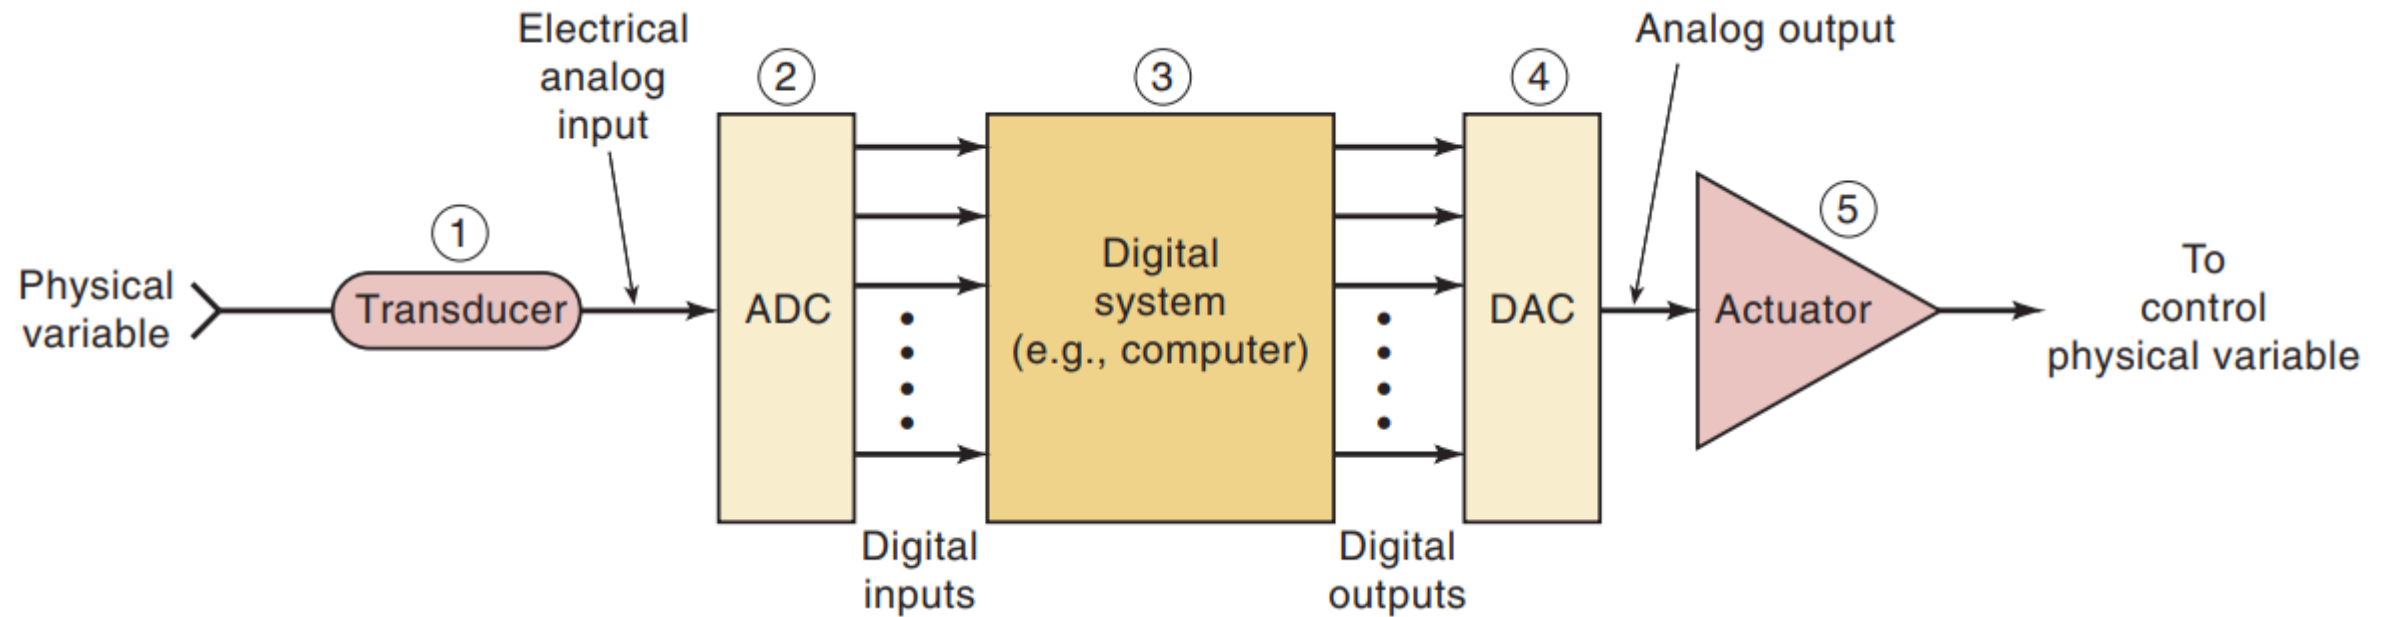 Electrical
analog
input
Analog output
2
3
4
1
5
Physical
variable
Transducer
ADC
Digital
system
(e.g., computer)
DAC
Actuator
To
control
physical variable
Digital
inputs
Digital
outputs